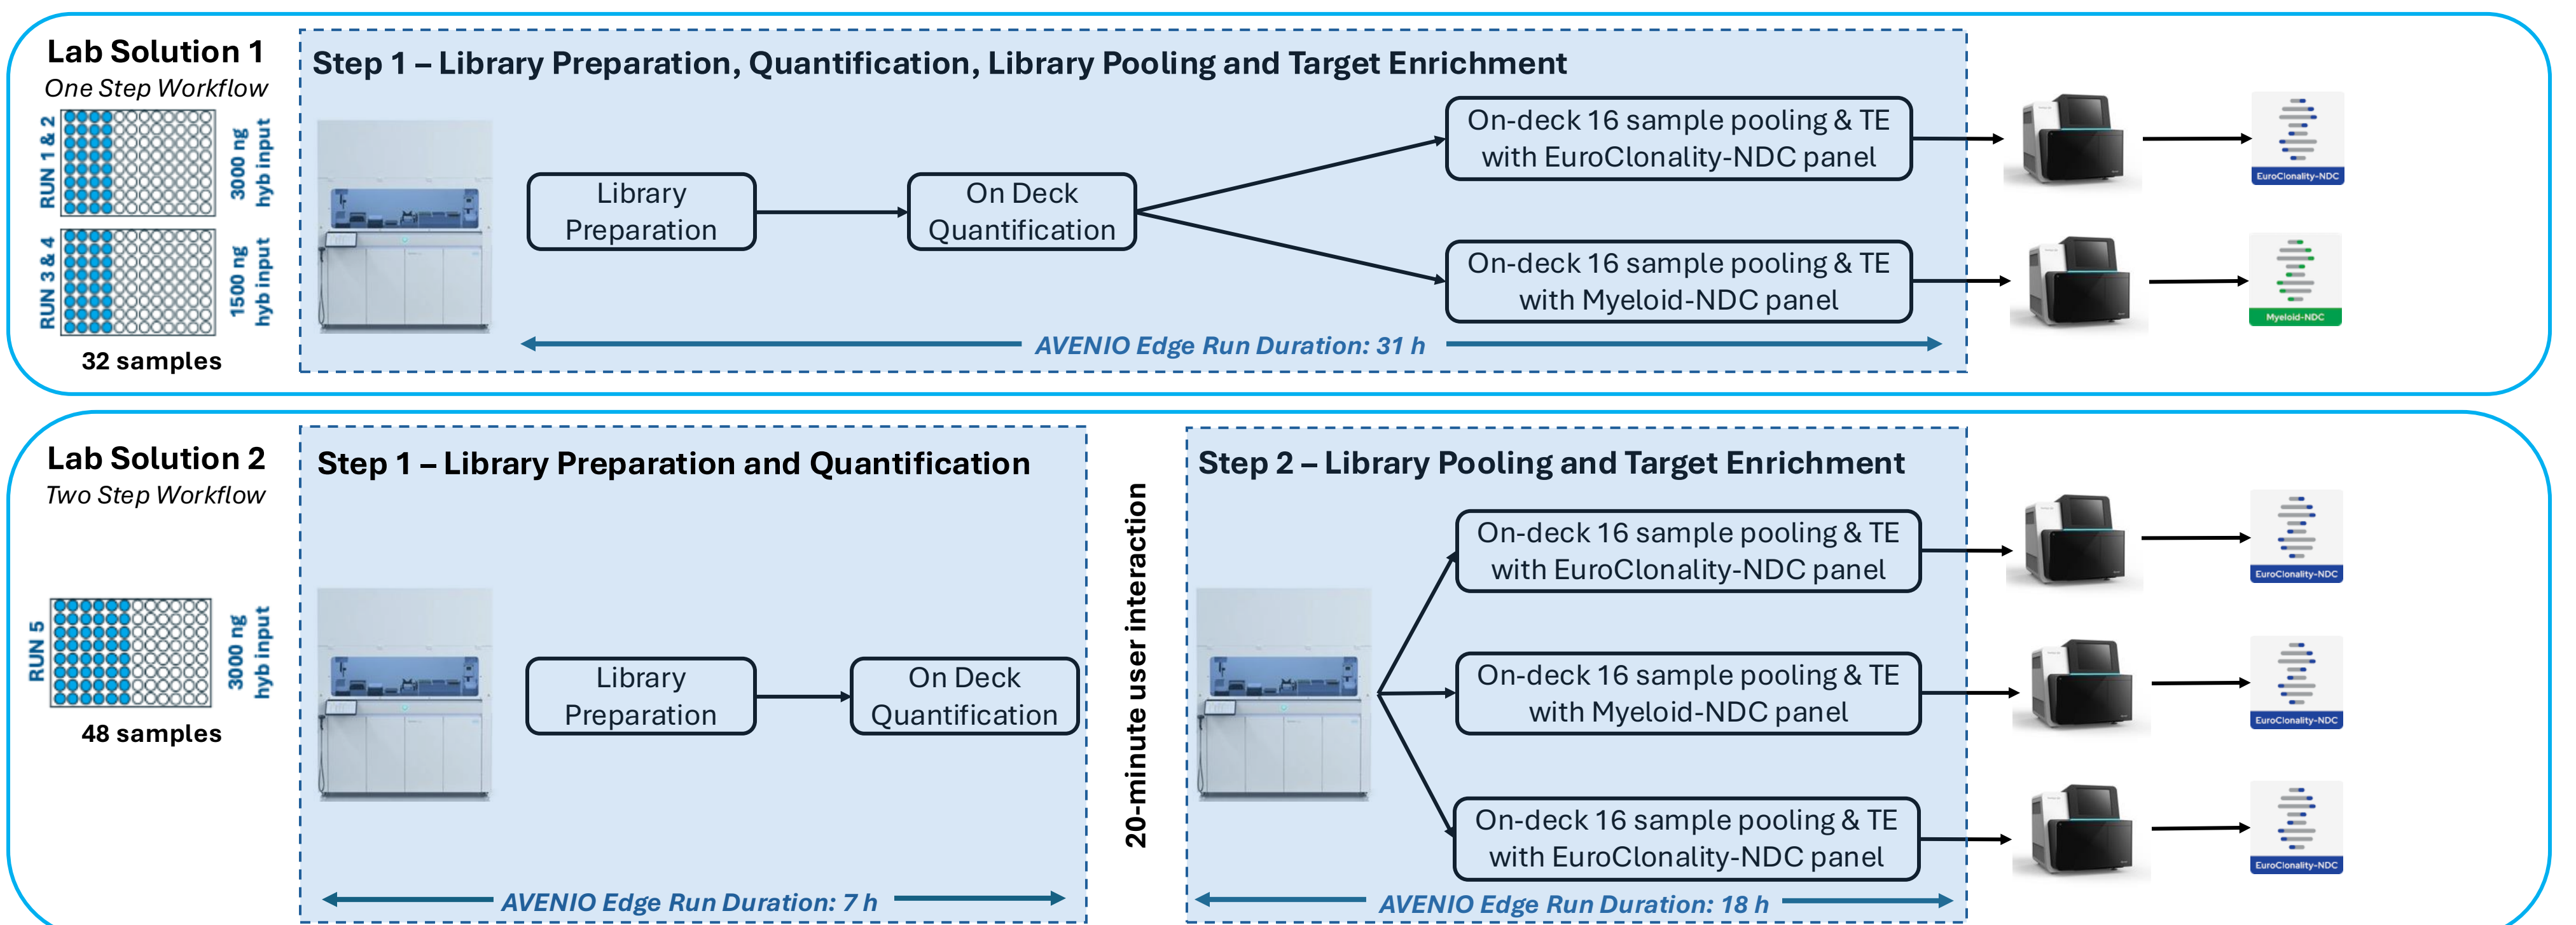 Lab Solution 1
One Step Workflow
RUN 1 & 2
3000 ng
hyb input
RUN 3 & 4
1500 ng
hyb input
32 samples
Step 1 – Library Preparation, Quantification, Library Pooling and Target Enrichment
Library
Preparation
On Deck
Quantification
On-deck 16 sample pooling & TE
with EuroClonality-NDC panel
On-deck 16 sample pooling & TE
with Myeloid-NDC panel
AVENIO Edge Run Duration: 31 h
EuroClonality-NDC
Myeloid-NDC
Lab Solution 2
Two Step Workflow
RUN 5
3000 ng
hyb input
48 samples
Step 1 – Library Preparation and Quantification
Library
Preparation
On Deck
Quantification
AVENIO Edge Run Duration: 7 h
20-minute user interaction
Step 2 – Library Pooling and Target Enrichment
On-deck 16 sample pooling & TE
with EuroClonality-NDC panel
On-deck 16 sample pooling & TE
with Myeloid-NDC panel
On-deck 16 sample pooling & TE
with EuroClonality-NDC panel
AVENIO Edge Run Duration: 18 h
EuroClonality-NDC
EuroClonality-NDC
EuroClonality-NDC